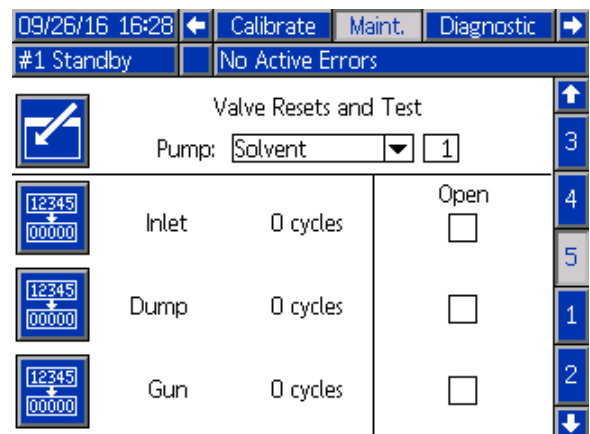 09/26/16 16:28 Calibrate Maint. Diagnostic
#1 Standby No Active Errors
Valve Resets and Test
Pump: Solvent 1
3
Open
12345
00000
Inlet 0 cycles
4
5
12345
00000
Dump 0 cycles
1
12345
00000
Gun 0 cycles
2